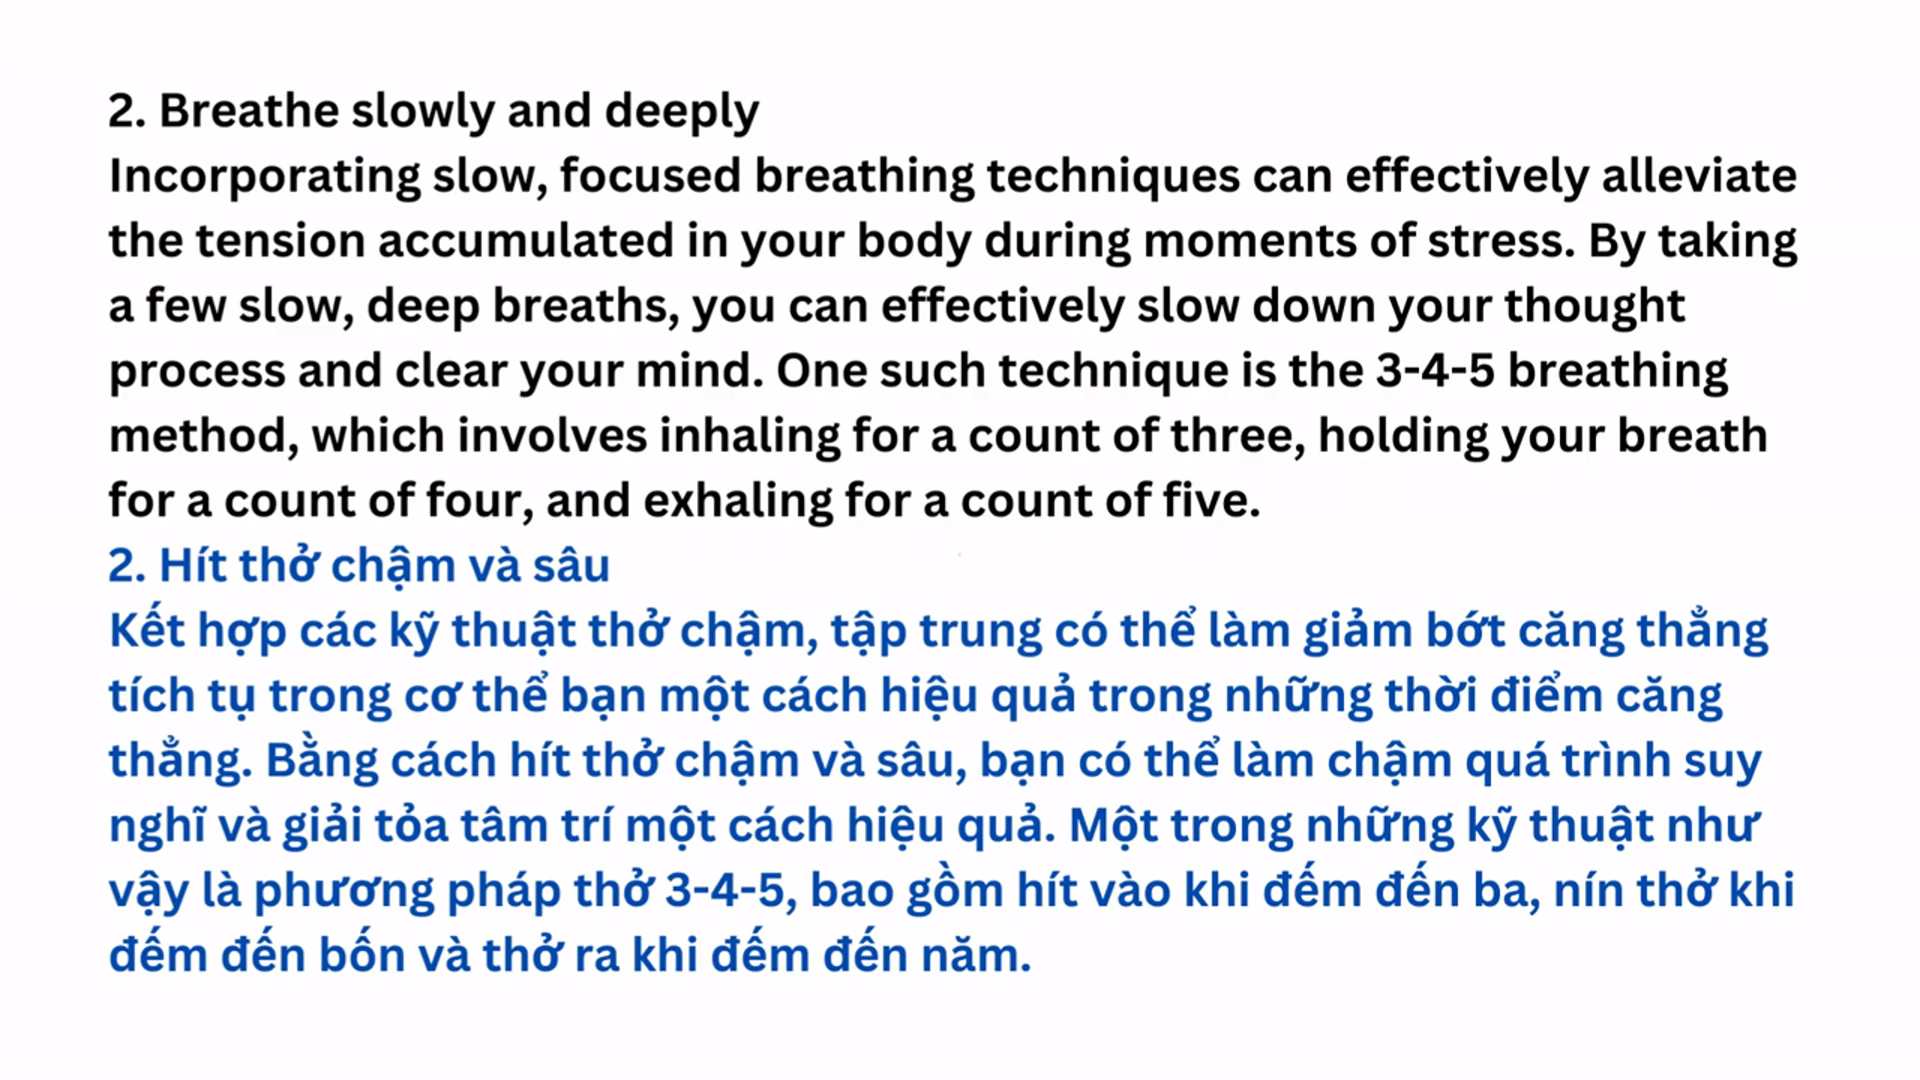 2. Breathe slowly and deeply
Incorporating slow, focused breathing techniques can effectively alleviate
the tension accumulated in your body during moments of stress. By taking
a few slow, deep breaths, you can effectively slow down your thought
process and clear your mind. One such technique is the 3-4-5 breathing
method, which involves inhaling for a count of three, holding your breath
for a count of four, and exhaling for a count of five.
2. Hít thở chậm và sâu
Kết hợp các kỹ thuật thở chậm, tập trung có thể làm giảm bớt căng thẳng
tích tụ trong cơ thể bạn một cách hiệu quả trong những thời điểm căng
thẳng. Bằng cách hít thở chậm và sâu, bạn có thể làm chậm quá trình suy
nghĩ và giải tỏa tâm trí một cách hiệu quả. Một trong những kỹ thuật như
vậy là phương pháp thở 3-4-5, bao gồm hít vào khi đếm đến ba, nín thở khi
đếm đến bốn và thở ra khi đếm đến năm.